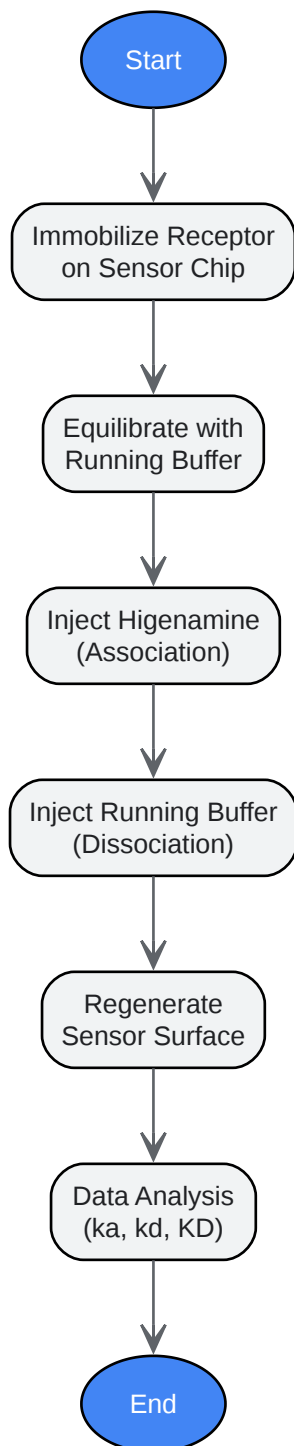 Start
Immobilize Receptor
on Sensor Chip
Equilibrate with
Running Buffer
Inject Higenamine
(Association)
Inject Running Buffer
(Dissociation)
Regenerate
Sensor Surface
Data Analysis
(ka, kd, KD)
End